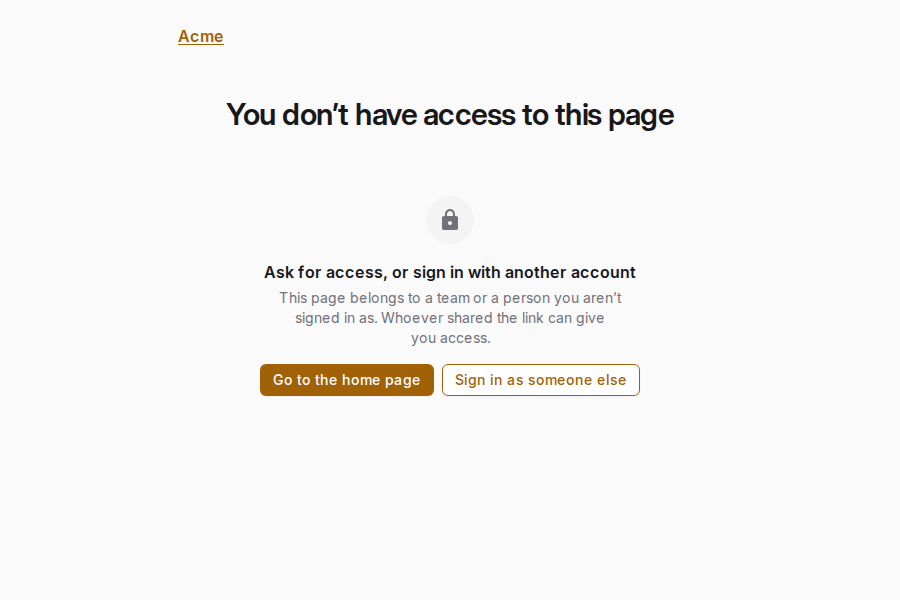 Acme
You don’t have access to this page
Ask for access, or sign in with another account
This page belongs to a team or a person you aren’t
signed in as. Whoever shared the link can give
you access.
Go to the home page
Sign in as someone else